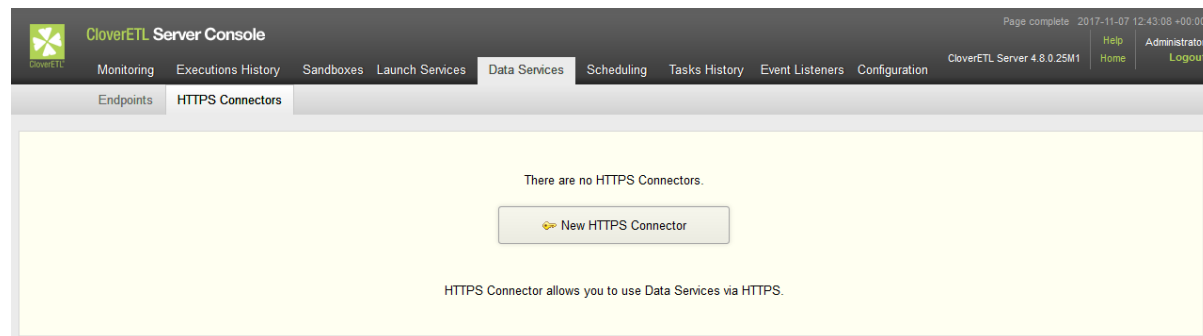 Page complete 2017-11-07 12:43:08 +00:00
CloverETL Server Console
CloverETL
Help
Administrator
CloverETL Server 4.8.0.25M1
Home
Logout
Monitoring Executions History Sandboxes Launch Services Data Services Scheduling Tasks History Event Listeners Configuration
Endpoints HTTPS Connectors
There are no HTTPS Connectors.
New HTTPS Connector
HTTPS Connector allows you to use Data Services via HTTPS.